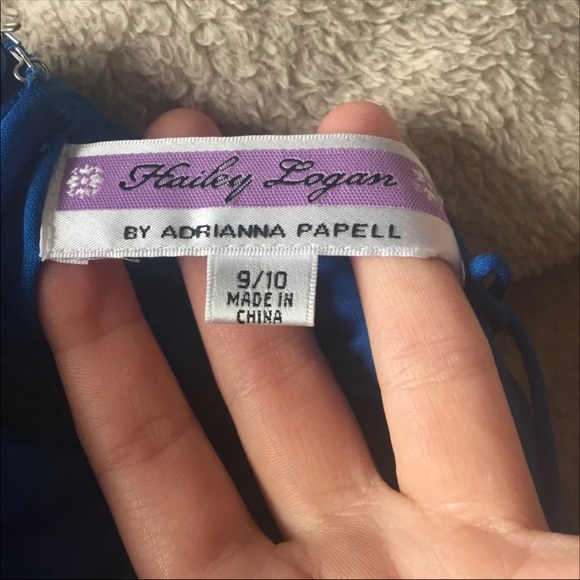 Hailey Logan
BY ADRIANNA PAPELL
9/10
MADE IN
CHINA